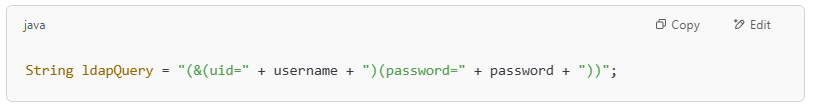 java Copy Edit
String ldapQuery = "(&(uid=" + username + ")(password=" + password + "))";